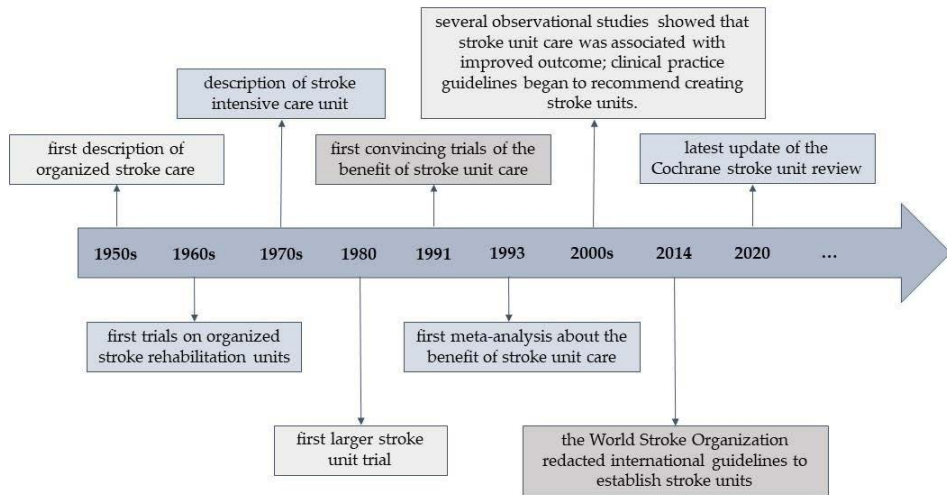 several observational studies showed that
stroke unit care was associated with
improved outcome; clinical practice
guidelines began to recommend creating
stroke units.
description of stroke
intensive care unit
first description of
organized stroke care
first convincing trials of the
benefit of stroke unit care
latest update of the
Cochrane stroke unit review
1950s 1960s 1970s 1980 1991 1993 2000s 2014 2020 ...
first trials on organized
stroke rehabilitation units
first meta-analysis about the
benefit of stroke unit care
first larger stroke
unit trial
the World Stroke Organization
redacted international guidelines to
establish stroke units